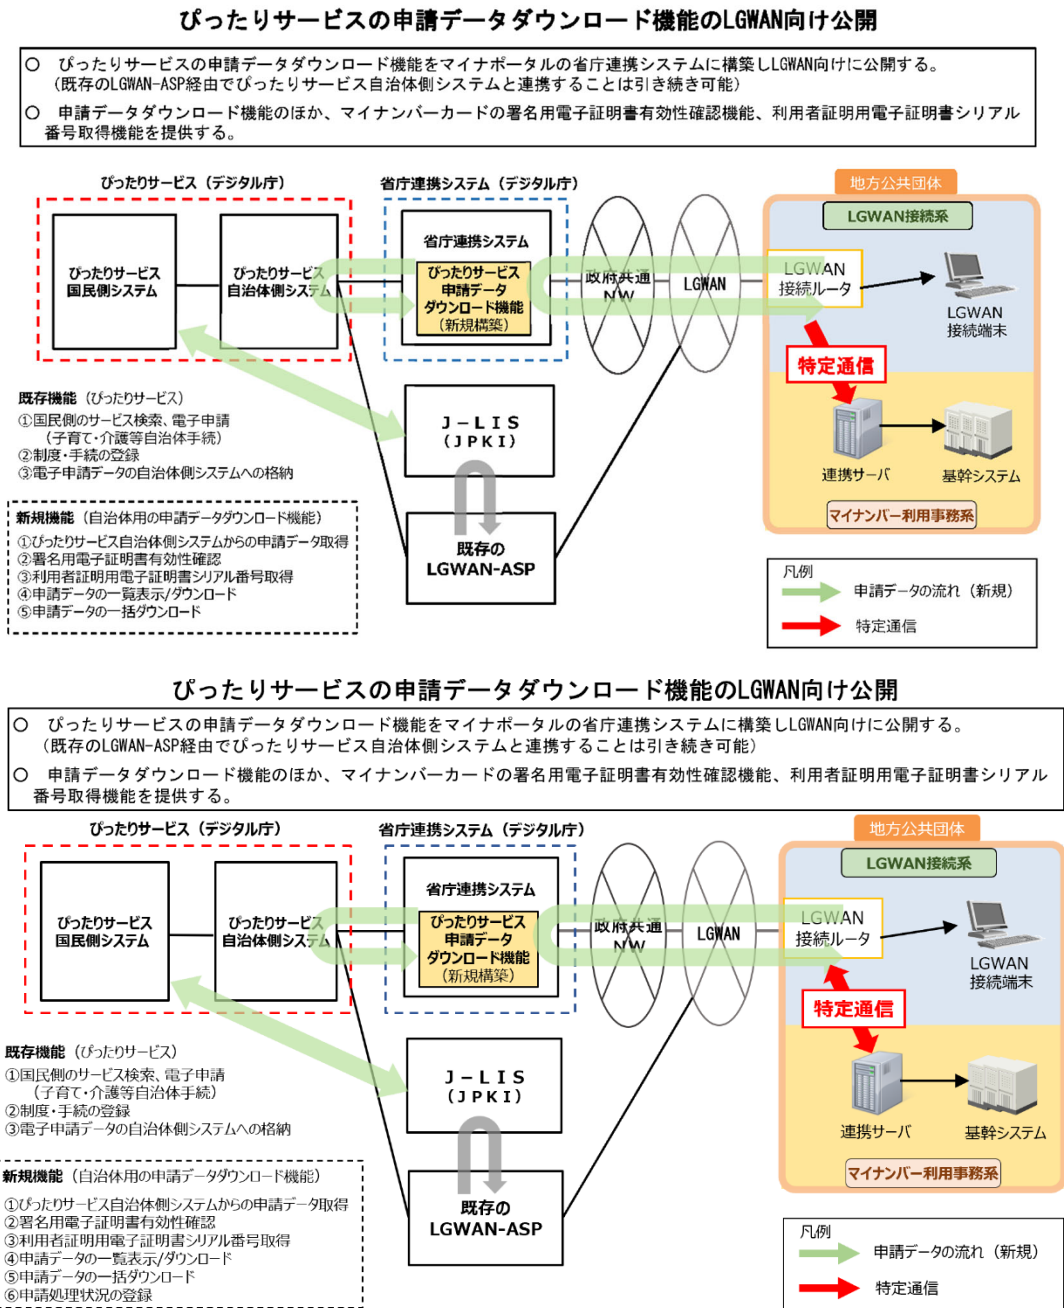 ぴったりサービスの申請データダウンロード機能のLGWAN向け公開
○　ぴったりサービスの申請データダウンロード機能をマイナポータルの省庁連携システムに構築しLGWAN向けに公開する。
（既存のLGWAN-ASP経由でぴったりサービス自治体側システムと連携することは引き続き可能）
○　申請データダウンロード機能のほか、マイナンバーカードの署名用電子証明書有効性確認機能、利用者証明用電子証明書シリアル
番号取得機能を提供する。
ぴったりサービス（デジタル庁）
省庁連携システム（デジタル庁）
地方公共団体
LGWAN接続系
ぴったりサービス
国民側システム
ぴったりサービス
自治体側システム
省庁連携システム
ぴったりサービス
申請データ
ダウンロード機能
（新規構築）
政府共通
NW
LGWAN
LGWAN
接続ルータ
LGWAN
接続端末
特定通信
既存機能（ぴったりサービス）
①国民側のサービス検索、電子申請
（子育て・介護等自治体手続）
②制度・手続の登録
③電子申請データの自治体側システムへの格納
J－LIS
（JPKI）
連携サーバ
基幹システム
マイナンバー利用事務系
新規機能（自治体用の申請データダウンロード機能）
①ぴったりサービス自治体側システムからの申請データ取得
②署名用電子証明書有効性確認
③利用者証明用電子証明書シリアル番号取得
④申請データの一覧表示/ダウンロード
⑤申請データの一括ダウンロード
既存の
LGWAN-ASP
凡例
申請データの流れ（新規）
特定通信
ぴったりサービスの申請データダウンロード機能のLGWAN向け公開
○　ぴったりサービスの申請データダウンロード機能をマイナポータルの省庁連携システムに構築しLGWAN向けに公開する。
（既存のLGWAN-ASP経由でぴったりサービス自治体側システムと連携することは引き続き可能）
○　申請データダウンロード機能のほか、マイナンバーカードの署名用電子証明書有効性確認機能、利用者証明用電子証明書シリアル
番号取得機能を提供する。
ぴったりサービス（デジタル庁）
省庁連携システム（デジタル庁）
地方公共団体
LGWAN接続系
ぴったりサービス
国民側システム
ぴったりサービス
自治体側システム
省庁連携システム
ぴったりサービス
申請データ
ダウンロード機能
（新規構築）
政府共通
NW
LGWAN
LGWAN
接続ルータ
LGWAN
接続端末
特定通信
既存機能（ぴったりサービス）
①国民側のサービス検索、電子申請
（子育て・介護等自治体手続）
②制度・手続の登録
③電子申請データの自治体側システムへの格納
J－LIS
（JPKI）
連携サーバ
基幹システム
マイナンバー利用事務系
新規機能（自治体用の申請データダウンロード機能）
①ぴったりサービス自治体側システムからの申請データ取得
②署名用電子証明書有効性確認
③利用者証明用電子証明書シリアル番号取得
④申請データの一覧表示/ダウンロード
⑤申請データの一括ダウンロード
⑥申請処理状況の登録
既存の
LGWAN-ASP
凡例
申請データの流れ（新規）
特定通信